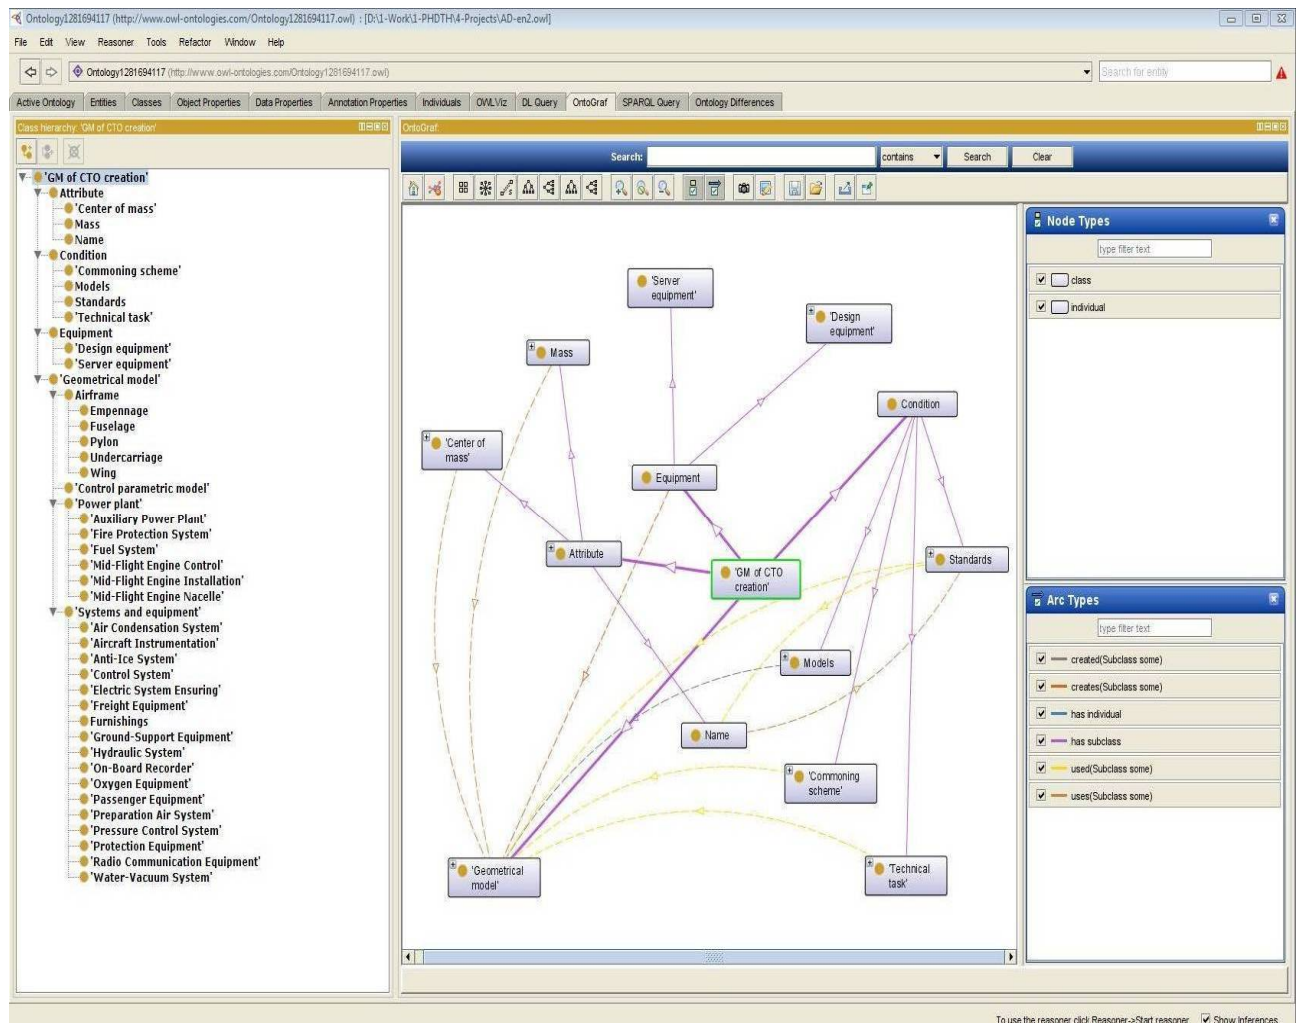 Ontology1281694117 (http://www.owl-ontologies.com/Ontology1281694117.owl) : [D:\1-Work\1-PHDTH\4-Projects\AD-en2.owl]
File Edit View Reasoner Tools Refactor Window Help
Ontology1281694117 (http://www.owl-ontologies.com/Ontology1281694117.owl)
Search for entity
Active Ontology Entities Classes Object Properties Data Properties Annotation Properties Individuals OWLViz DL Query OntoGraf SPARQL Query Ontology Differences
Class hierarchy: 'GM of CTO creation'
'GM of CTO creation'
Attribute
'Center of mass'
Mass
Name
Condition
'Commoning scheme'
Models
Standards
'Technical task'
Equipment
'Design equipment'
'Server equipment'
'Geometrical model'
Airframe
Empennage
Fuselage
Pylon
Undercarriage
Wing
'Control parametric model'
'Power plant'
'Auxiliary Power Plant'
'Fire Protection System'
'Fuel System'
'Mid-Flight Engine Control'
'Mid-Flight Engine Installation'
'Mid-Flight Engine Nacelle'
'Systems and equipment'
'Air Condensation System'
'Aircraft Instrumentation'
'Anti-Ice System'
'Control System'
'Electric System Ensuring'
'Freight Equipment'
Furnishings
'Ground-Support Equipment'
'Hydraulic System'
'On-Board Recorder'
'Oxygen Equipment'
'Passenger Equipment'
'Preparation Air System'
'Pressure Control System'
'Protection Equipment'
'Radio Communication Equipment'
'Water-Vacuum System'
OntoGraf
Search: contains Search Clear
'Server
equipment'
'Design
equipment'
Mass
Condition
'Center of
mass'
Equipment
Attribute
'GM of CTO
creation'
Standards
Models
Name
'Commoning
scheme'
'Geometrical
model'
'Technical
task'
Node Types
type filter text
class
individual
Arc Types
type filter text
created(Subclass some)
creates(Subclass some)
has individual
has subclass
used(Subclass some)
uses(Subclass some)
To use the reasoner click Reasoner->Start reasoner Show Inferences